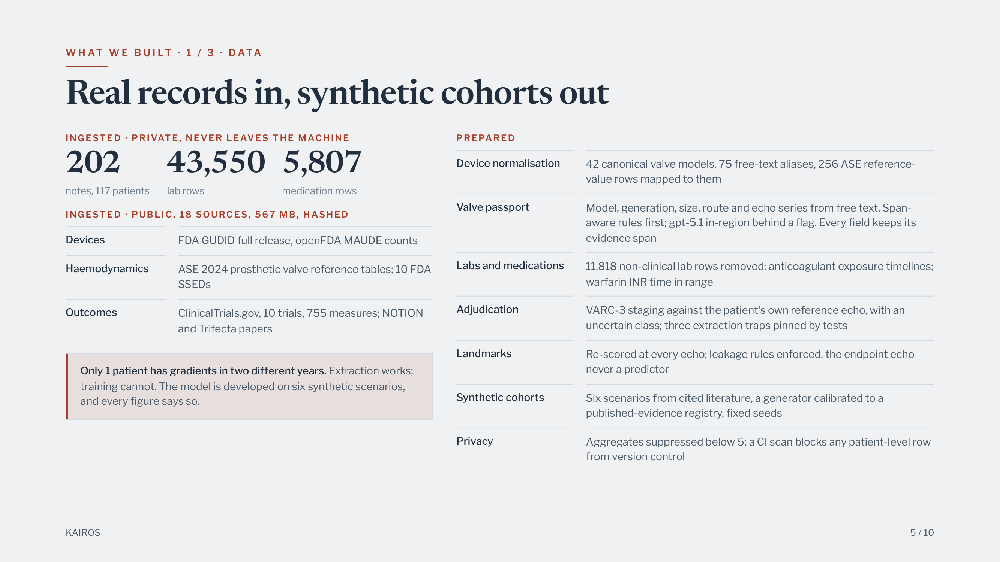 WHAT WE BUILT · 1 / 3 · DATA
Real records in, synthetic cohorts out
INGESTED · PRIVATE, NEVER LEAVES THE MACHINE
202
notes, 117 patients
43,550
lab rows
5,807
medication rows
INGESTED · PUBLIC, 18 SOURCES, 567 MB, HASHED
Devices
FDA GUDID full release, openFDA MAUDE counts
Haemodynamics
ASE 2024 prosthetic valve reference tables; 10 FDA
SSEDs
Outcomes
ClinicalTrials.gov, 10 trials, 755 measures; NOTION
and Trifecta papers
Only 1 patient has gradients in two different years. Extraction works;
training cannot. The model is developed on six synthetic scenarios,
and every figure says so.
PREPARED
Device normalisation
42 canonical valve models, 75 free-text aliases, 256 ASE reference-
value rows mapped to them
Valve passport
Model, generation, size, route and echo series from free text. Span-
aware rules first; gpt-5.1 in-region behind a flag. Every field keeps its
evidence span
Labs and medications
11,818 non-clinical lab rows removed; anticoagulant exposure timelines;
warfarin INR time in range
Adjudication
VARC-3 staging against the patient's own reference echo, with an
uncertain class; three extraction traps pinned by tests
Landmarks
Re-scored at every echo; leakage rules enforced, the endpoint echo
never a predictor
Synthetic cohorts
Six scenarios from cited literature, a generator calibrated to a
published-evidence registry, fixed seeds
Privacy
Aggregates suppressed below 5; a CI scan blocks any patient-level row
from version control
KAIROS
5 / 10